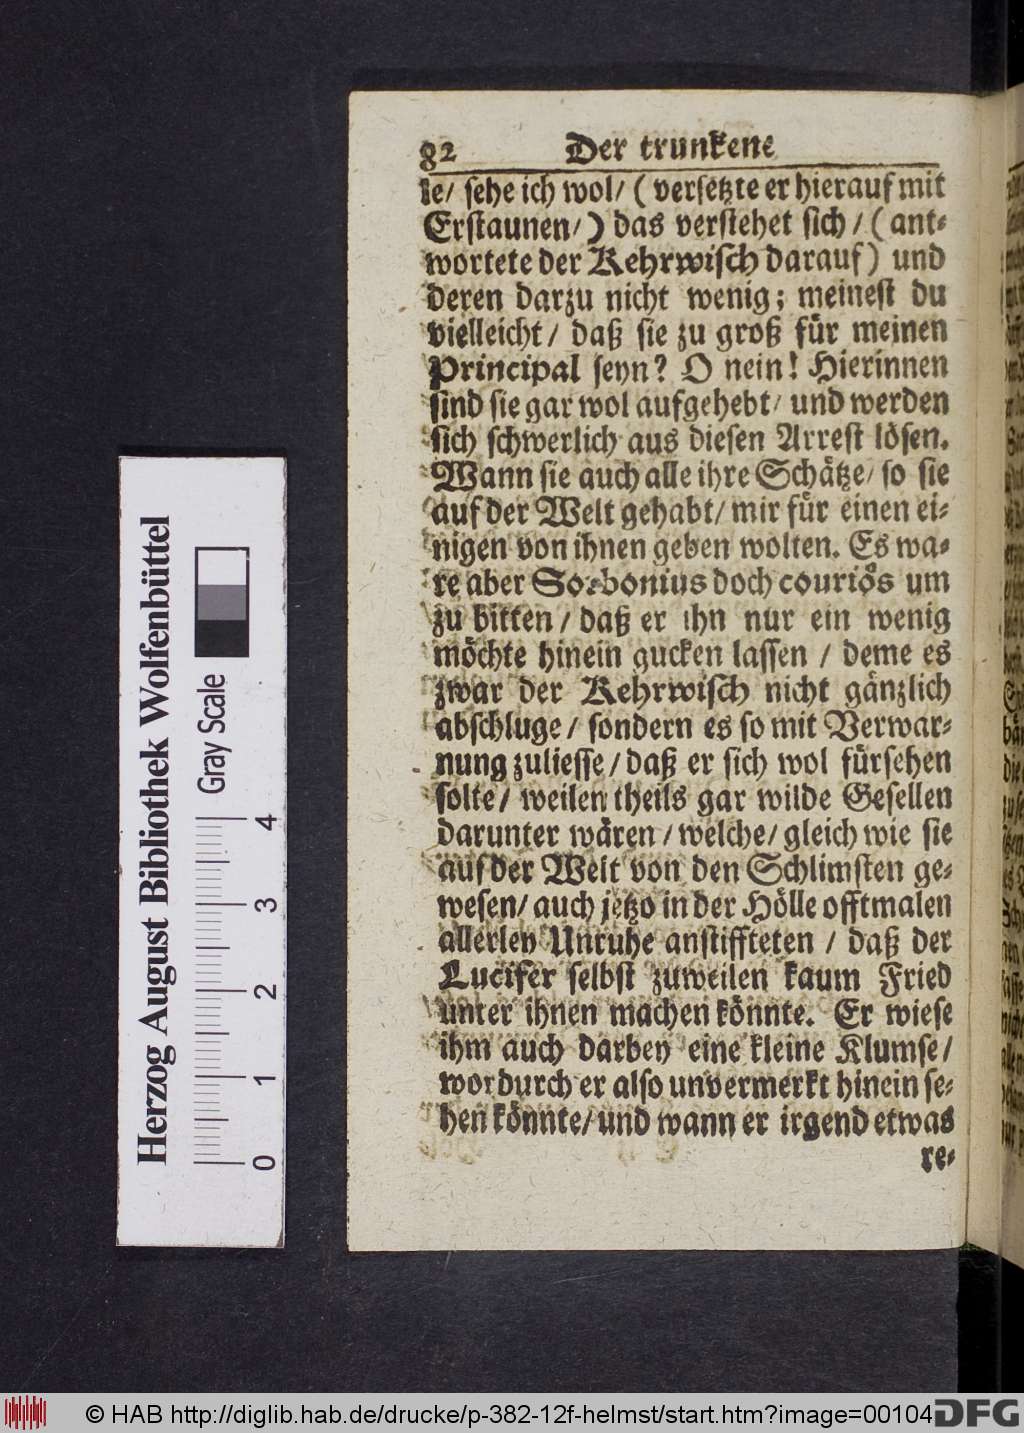 82 Der trunkene
le/ sehe ich wol/ ( versetzte er hierauf mit
Erstaunen/) das verstehet sich/ ( ant-
wortete der Kehrwisch darauf) und
deren darzu nicht wenig; meinest du
vielleicht/ daß sie zu groß für meinen
Principal seyn? O nein! Hierinnen
sind sie gar wol aufgehebt/ und werden
sich schwerlich aus diesen Arrest lösen.
Wann sie auch alle ihre Schätze/ so sie
auf der Welt gehabt/ mir für einen ei-
nigen von ihnen geben wolten. Es wa-
re aber Sorbonius doch couriös um
zu bitten/ daß er ihn nur ein wenig
möchte hinein gucken lassen / deme es
zwar der Kehrwisch nicht gänzlich
abschluge/ sondern es so mit Verwar-
nung zuliesse/ daß er sich wol fürsehen
solte/ weilen theils gar wilde Gesellen
darunter wären/ welche/ gleich wie sie
auf der Welt von den Schlimsten ge-
wesen/ auch jetzo in der Hölle offtmalen
allerley Unruhe anstiffteten / daß der
Lucifer selbst zuweilen kaum Fried
unter ihnen machen könnte. Er wiese
ihm auch darbey eine kleine Klumse/
wordurch er also unvermerkt hinein se-
hen könnte/ und wann er irgend etwas
re-
Herzog August Bibliothek Wolfenbüttel
Gray Scale
0 1 2 3 4
© HAB http://diglib.hab.de/drucke/p-382-12f-helmst/start.htm?image=00104
DFG